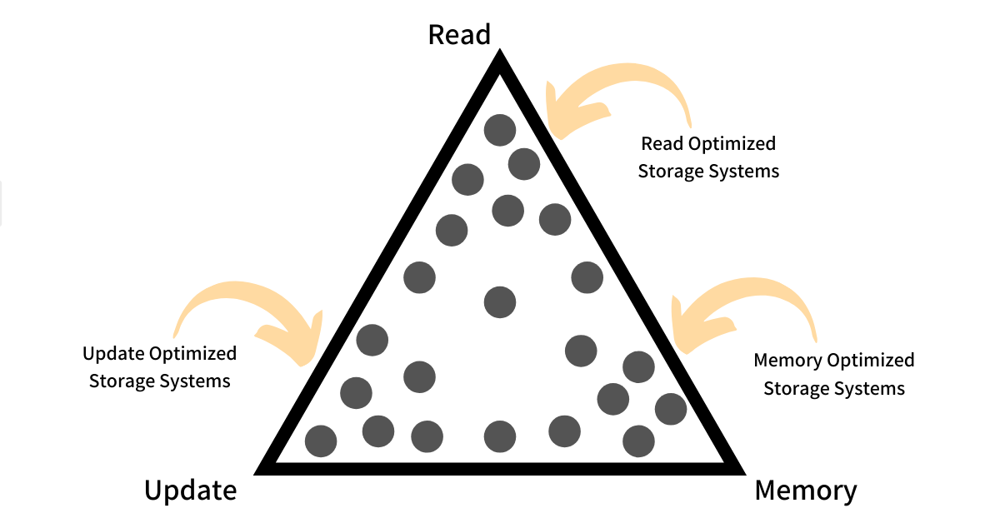 Read
Read Optimized
Storage Systems
Update Optimized
Storage Systems
Memory Optimized
Storage Systems
Update
Memory